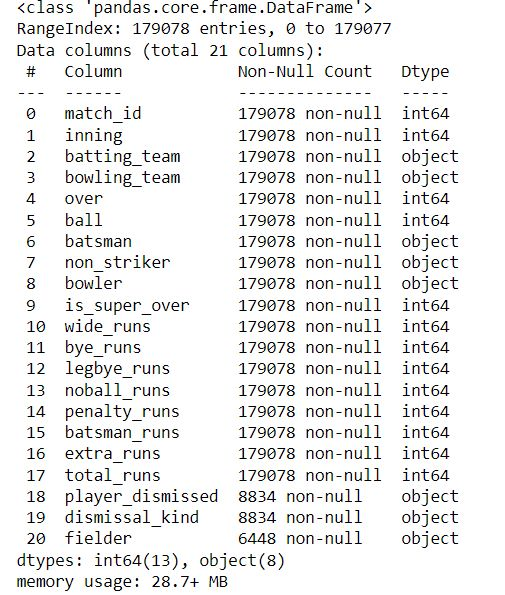 <class 'pandas.core.frame.DataFrame'>
RangeIndex: 179078 entries, 0 to 179077
Data columns (total 21 columns):
 #   Column            Non-Null Count   Dtype
---  ------            --------------   -----
 0   match_id          179078 non-null  int64
 1   inning            179078 non-null  int64
 2   batting_team      179078 non-null  object
 3   bowling_team      179078 non-null  object
 4   over              179078 non-null  int64
 5   ball              179078 non-null  int64
 6   batsman           179078 non-null  object
 7   non_striker       179078 non-null  object
 8   bowler            179078 non-null  object
 9   is_super_over     179078 non-null  int64
 10  wide_runs         179078 non-null  int64
 11  bye_runs          179078 non-null  int64
 12  legbye_runs       179078 non-null  int64
 13  noball_runs       179078 non-null  int64
 14  penalty_runs      179078 non-null  int64
 15  batsman_runs      179078 non-null  int64
 16  extra_runs        179078 non-null  int64
 17  total_runs        179078 non-null  int64
 18  player_dismissed  8834 non-null    object
 19  dismissal_kind    8834 non-null    object
 20  fielder           6448 non-null    object
dtypes: int64(13), object(8)
memory usage: 28.7+ MB